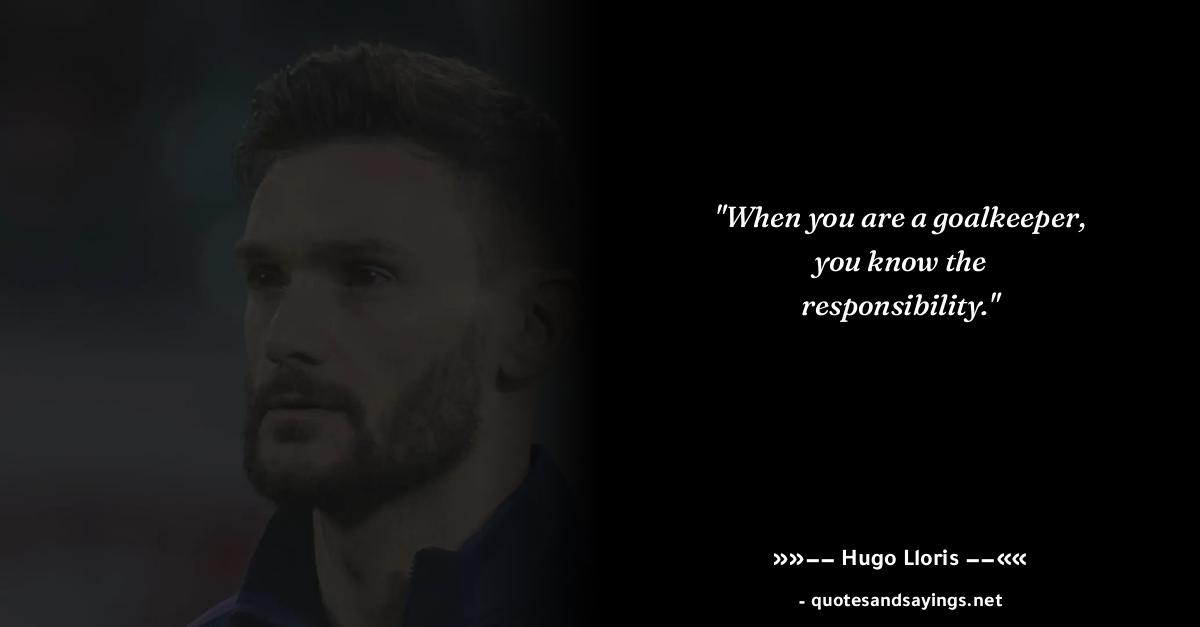 "When you are a goalkeeper,
you know the
responsibility."
»»–– Hugo Lloris ––««
- quotesandsayings.net